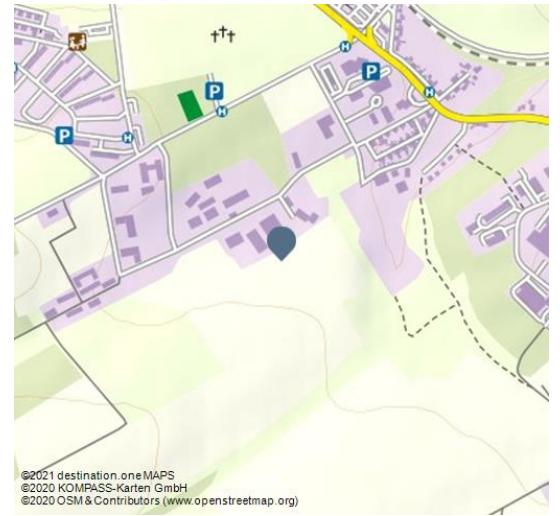 P
H
H
P
H
P
H
H
©2021 destination.one MAPS
©2020 KOMPASS-Karten GmbH
©2020 OSM & Contributors (www.openstreetmap.org)